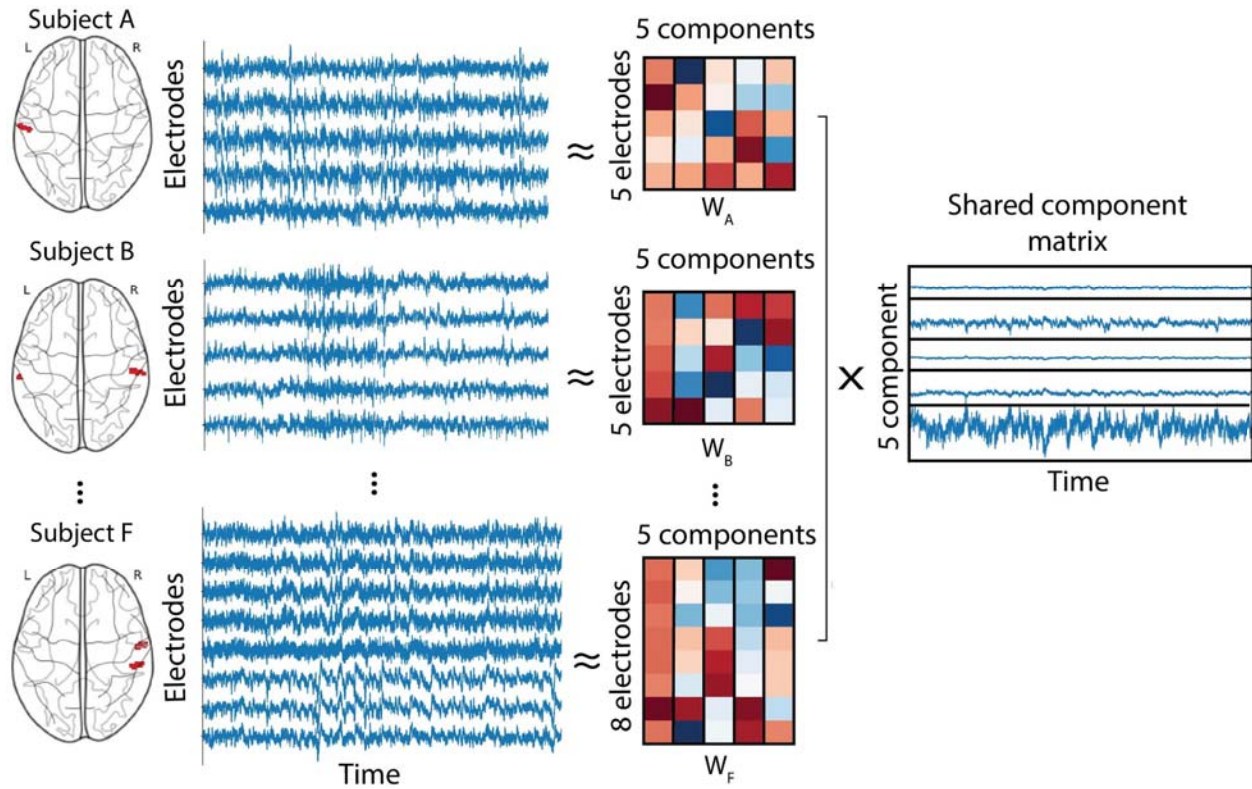 Subject A
L
R
Electrodes
≈
5 components
5 electrodes
W_A
Subject B
L
R
Electrodes
≈
5 components
5 electrodes
W_B
...
...
...
Subject F
L
R
Electrodes
Time
≈
5 components
8 electrodes
W_F
×
Shared component
matrix
5 component
Time